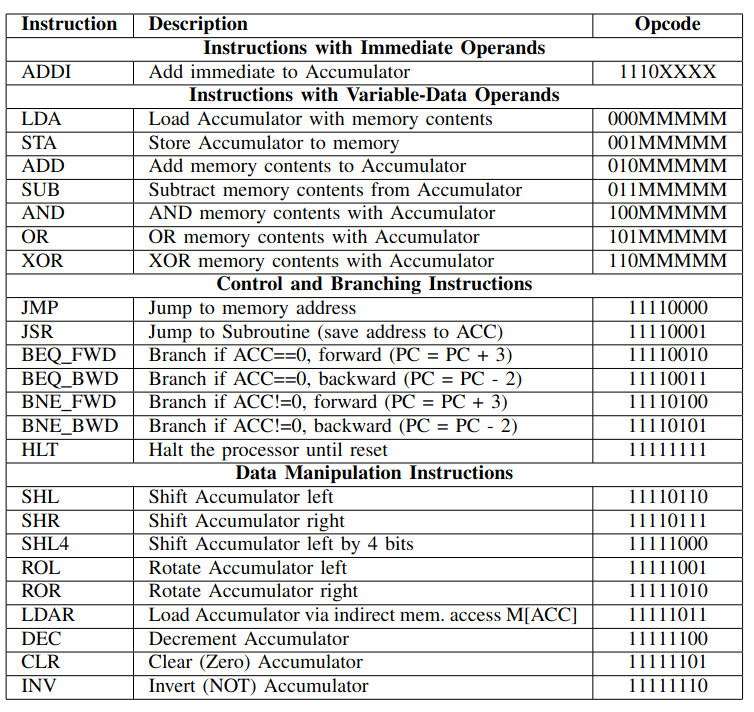 Instruction Description Opcode
Instructions with Immediate Operands
ADDI Add immediate to Accumulator 1110XXXX
Instructions with Variable-Data Operands
LDA Load Accumulator with memory contents 000MMMMM
STA Store Accumulator to memory 001MMMMM
ADD Add memory contents to Accumulator 010MMMMM
SUB Subtract memory contents from Accumulator 011MMMMM
AND AND memory contents with Accumulator 100MMMMM
OR OR memory contents with Accumulator 101MMMMM
XOR XOR memory contents with Accumulator 110MMMMM
Control and Branching Instructions
JMP Jump to memory address 11110000
JSR Jump to Subroutine (save address to ACC) 11110001
BEQ_FWD Branch if ACC==0, forward (PC = PC + 3) 11110010
BEQ_BWD Branch if ACC==0, backward (PC = PC - 2) 11110011
BNE_FWD Branch if ACC!=0, forward (PC = PC + 3) 11110100
BNE_BWD Branch if ACC!=0, backward (PC = PC - 2) 11110101
HLT Halt the processor until reset 11111111
Data Manipulation Instructions
SHL Shift Accumulator left 11110110
SHR Shift Accumulator right 11110111
SHL4 Shift Accumulator left by 4 bits 11111000
ROL Rotate Accumulator left 11111001
ROR Rotate Accumulator right 11111010
LDAR Load Accumulator via indirect mem. access M[ACC] 11111011
DEC Decrement Accumulator 11111100
CLR Clear (Zero) Accumulator 11111101
INV Invert (NOT) Accumulator 11111110